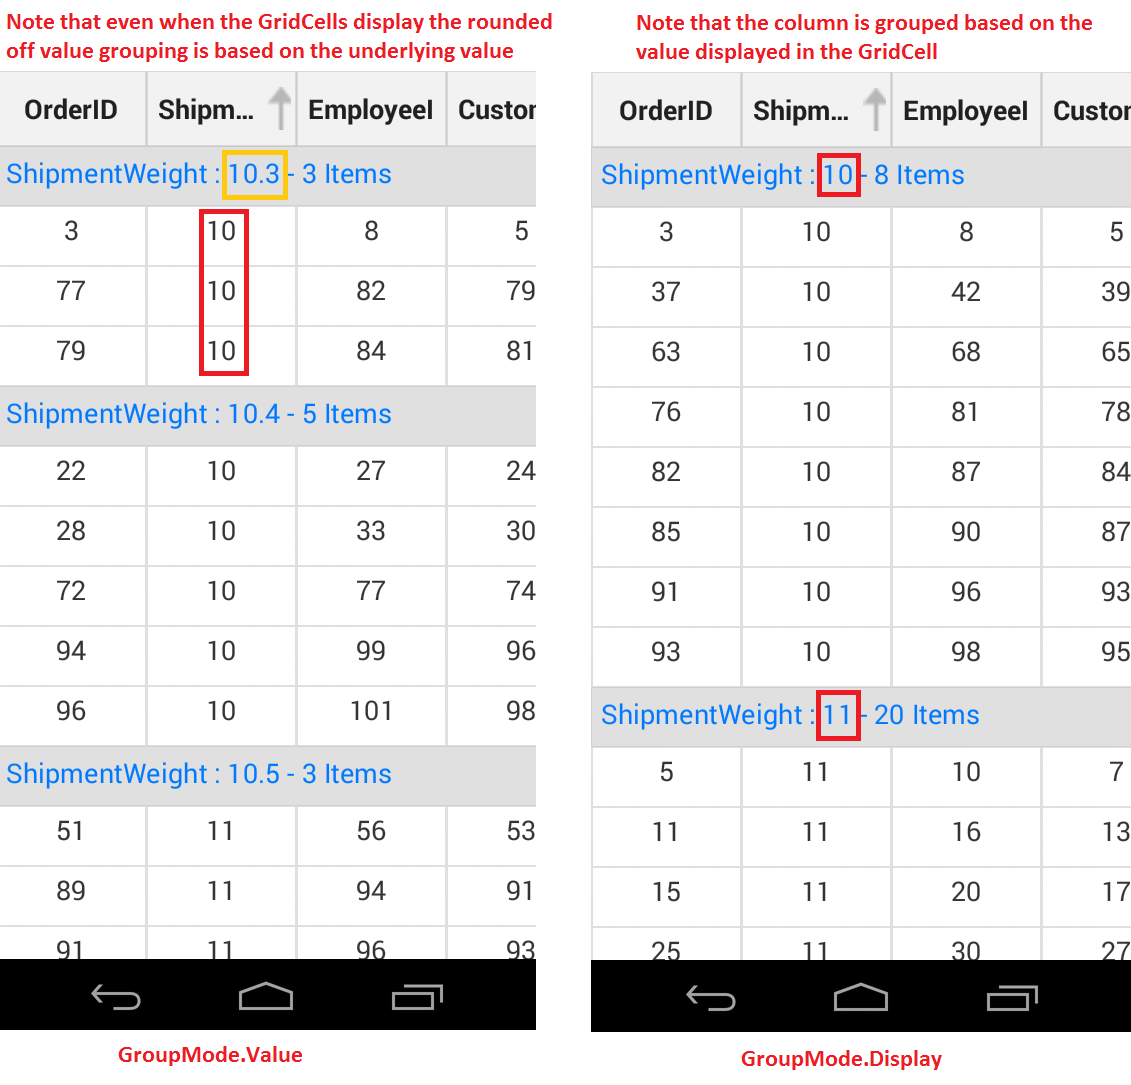 Note that even when the GridCells display the rounded
off value grouping is based on the underlying value
OrderID Shipm... EmployeeI Custor
ShipmentWeight : 10.3 - 3 Items
3 10 8 5
77 10 82 79
79 10 84 81
ShipmentWeight : 10.4 - 5 Items
22 10 27 24
28 10 33 30
72 10 77 74
94 10 99 96
96 10 101 98
ShipmentWeight : 10.5 - 3 Items
51 11 56 53
89 11 94 91
91 11 96 93
GroupMode.Value
Note that the column is grouped based on the
value displayed in the GridCell
OrderID Shipm... EmployeeI Custor
ShipmentWeight : 10 - 8 Items
3 10 8 5
37 10 42 39
63 10 68 65
76 10 81 78
82 10 87 84
85 10 90 87
91 10 96 93
93 10 98 95
ShipmentWeight : 11 - 20 Items
5 11 10 7
11 11 16 13
15 11 20 17
25 11 30 27
GroupMode.Display